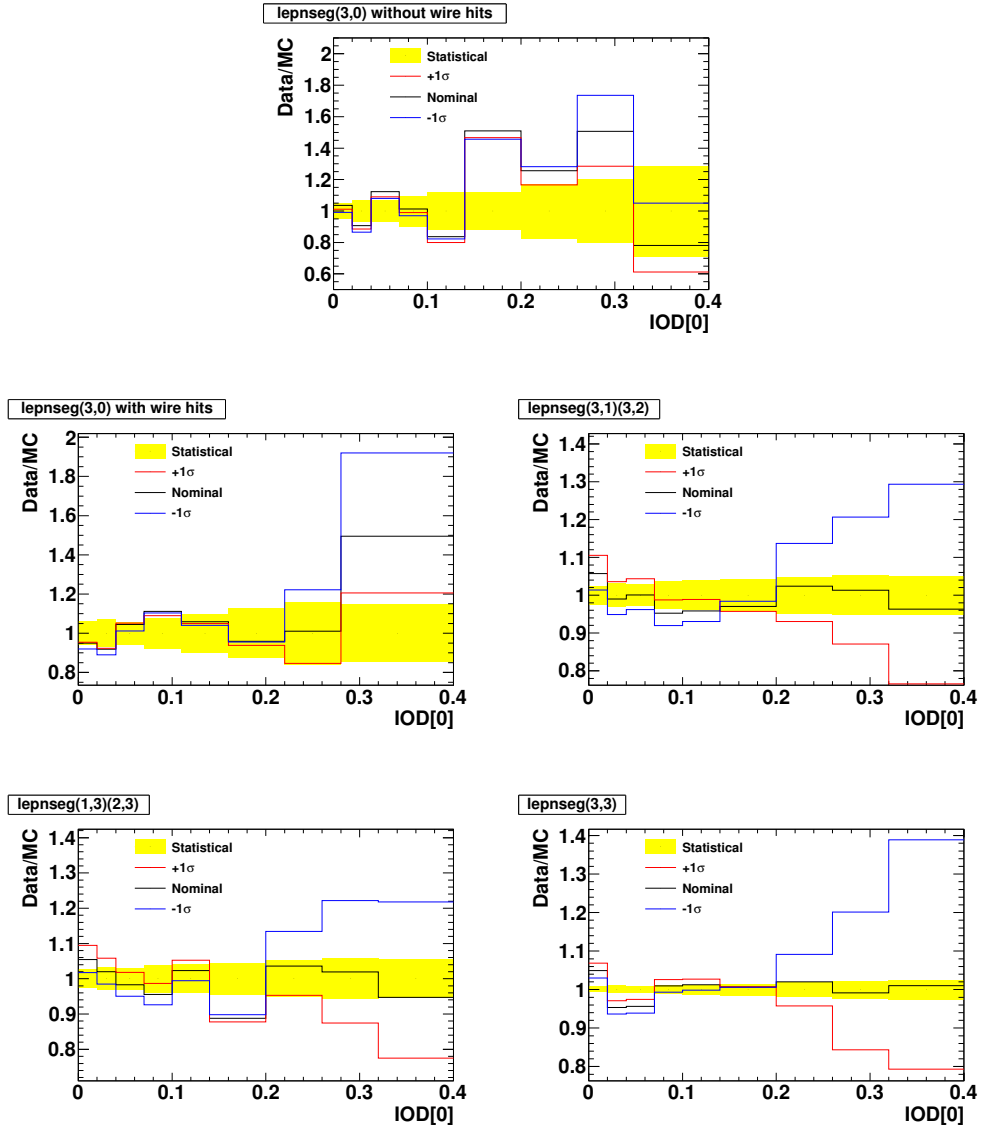 lepnseg(3,0) without wire hits
Data/MC
2
1.8
1.6
1.4
1.2
1
0.8
0.6
Statistical
+1σ
Nominal
-1σ
0 0.1 0.2 0.3 0.4
IOD[0]
lepnseg(3,0) with wire hits
Data/MC
2
1.8
1.6
1.4
1.2
1
0.8
Statistical
+1σ
Nominal
-1σ
0 0.1 0.2 0.3 0.4
IOD[0]
lepnseg(3,1)(3,2)
Data/MC
1.4
1.3
1.2
1.1
1
0.9
0.8
Statistical
+1σ
Nominal
-1σ
0 0.1 0.2 0.3 0.4
IOD[0]
lepnseg(1,3)(2,3)
Data/MC
1.4
1.3
1.2
1.1
1
0.9
0.8
Statistical
+1σ
Nominal
-1σ
0 0.1 0.2 0.3 0.4
IOD[0]
lepnseg(3,3)
Data/MC
1.4
1.3
1.2
1.1
1
0.9
0.8
Statistical
+1σ
Nominal
-1σ
0 0.1 0.2 0.3 0.4
IOD[0]